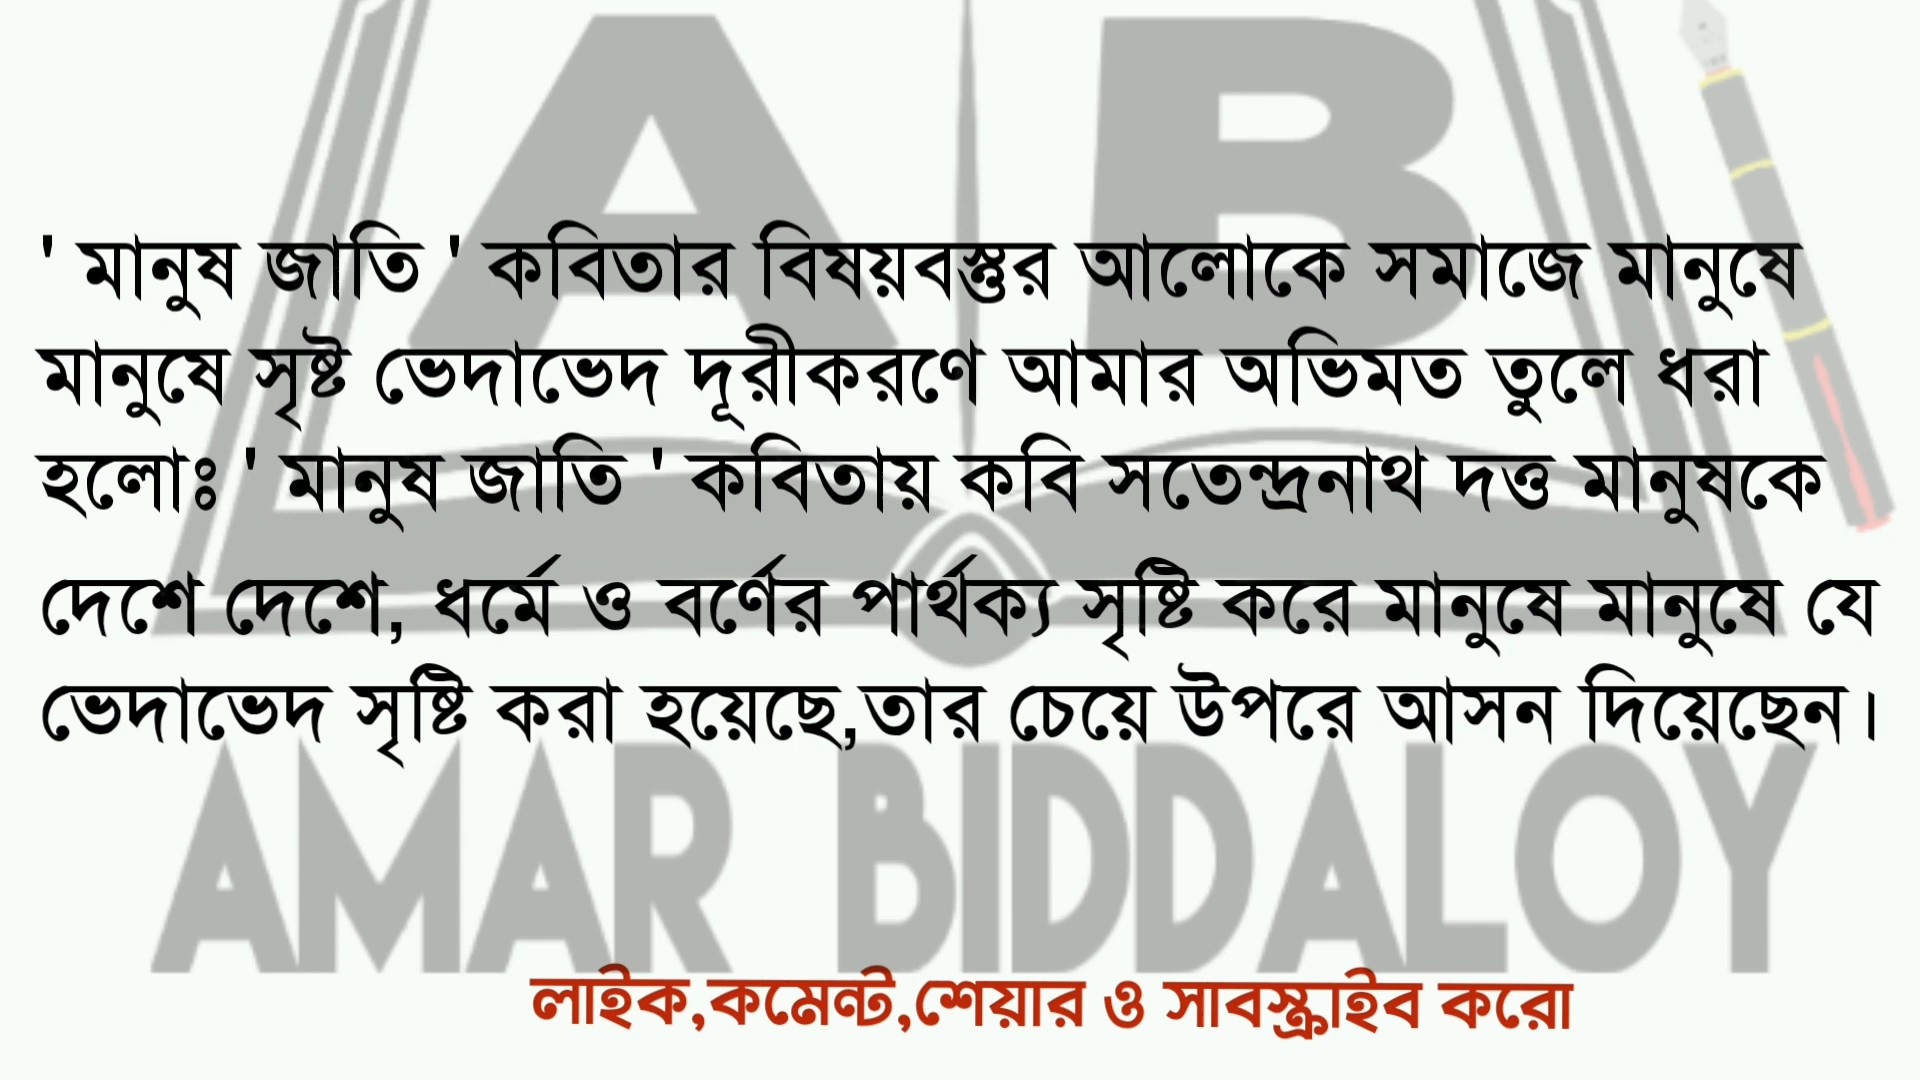 AB
' মানুষ জাতি ' কবিতার বিষয়বস্তুর আলোকে সমাজে মানুষে
মানুষে সৃষ্ট ভেদাভেদ দূরীকরণে আমার অভিমত তুলে ধরা
হলোঃ ' মানুষ জাতি ' কবিতায় কবি সতেন্দ্রনাথ দত্ত মানুষকে
দেশে দেশে, ধর্মে ও বর্ণের পার্থক্য সৃষ্টি করে মানুষে মানুষে যে
ভেদাভেদ সৃষ্টি করা হয়েছে,তার চেয়ে উপরে আসন দিয়েছেন।
AMAR BIDDALOY
লাইক,কমেন্ট,শেয়ার ও সাবস্ক্রাইব করো